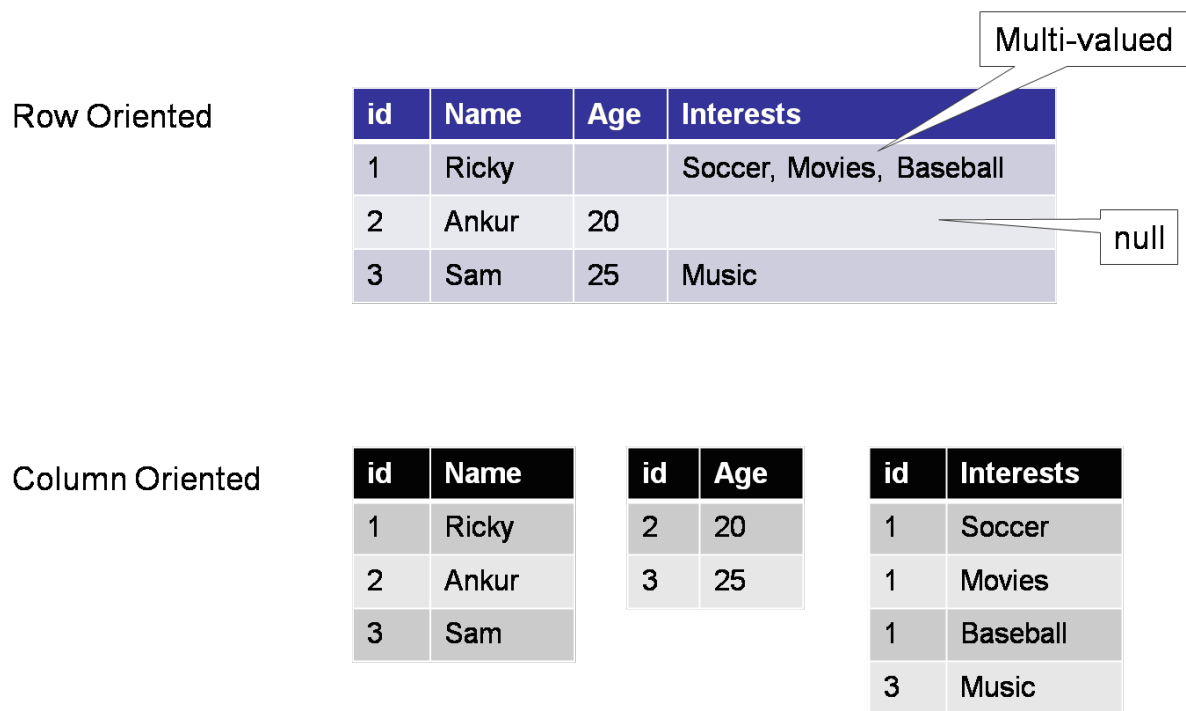 Multi-valued
Row Oriented
id Name Age Interests
1 Ricky Soccer, Movies, Baseball
2 Ankur 20
null
3 Sam 25 Music
Column Oriented
id Name
1 Ricky
2 Ankur
3 Sam
id Age
2 20
3 25
id Interests
1 Soccer
1 Movies
1 Baseball
3 Music